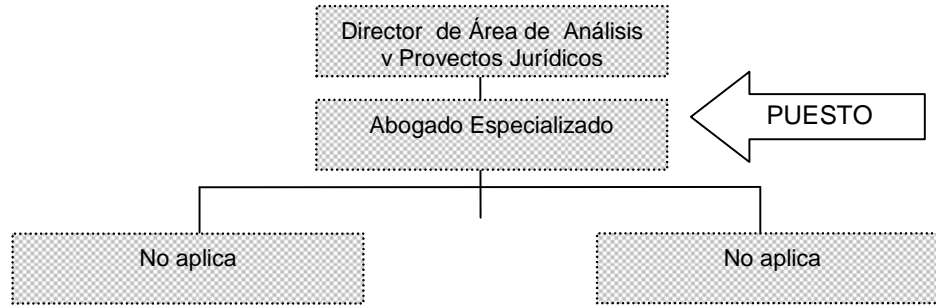 Director de Área de Análisis
y Proyectos Jurídicos
Abogado Especializado
PUESTO
No aplica
No aplica